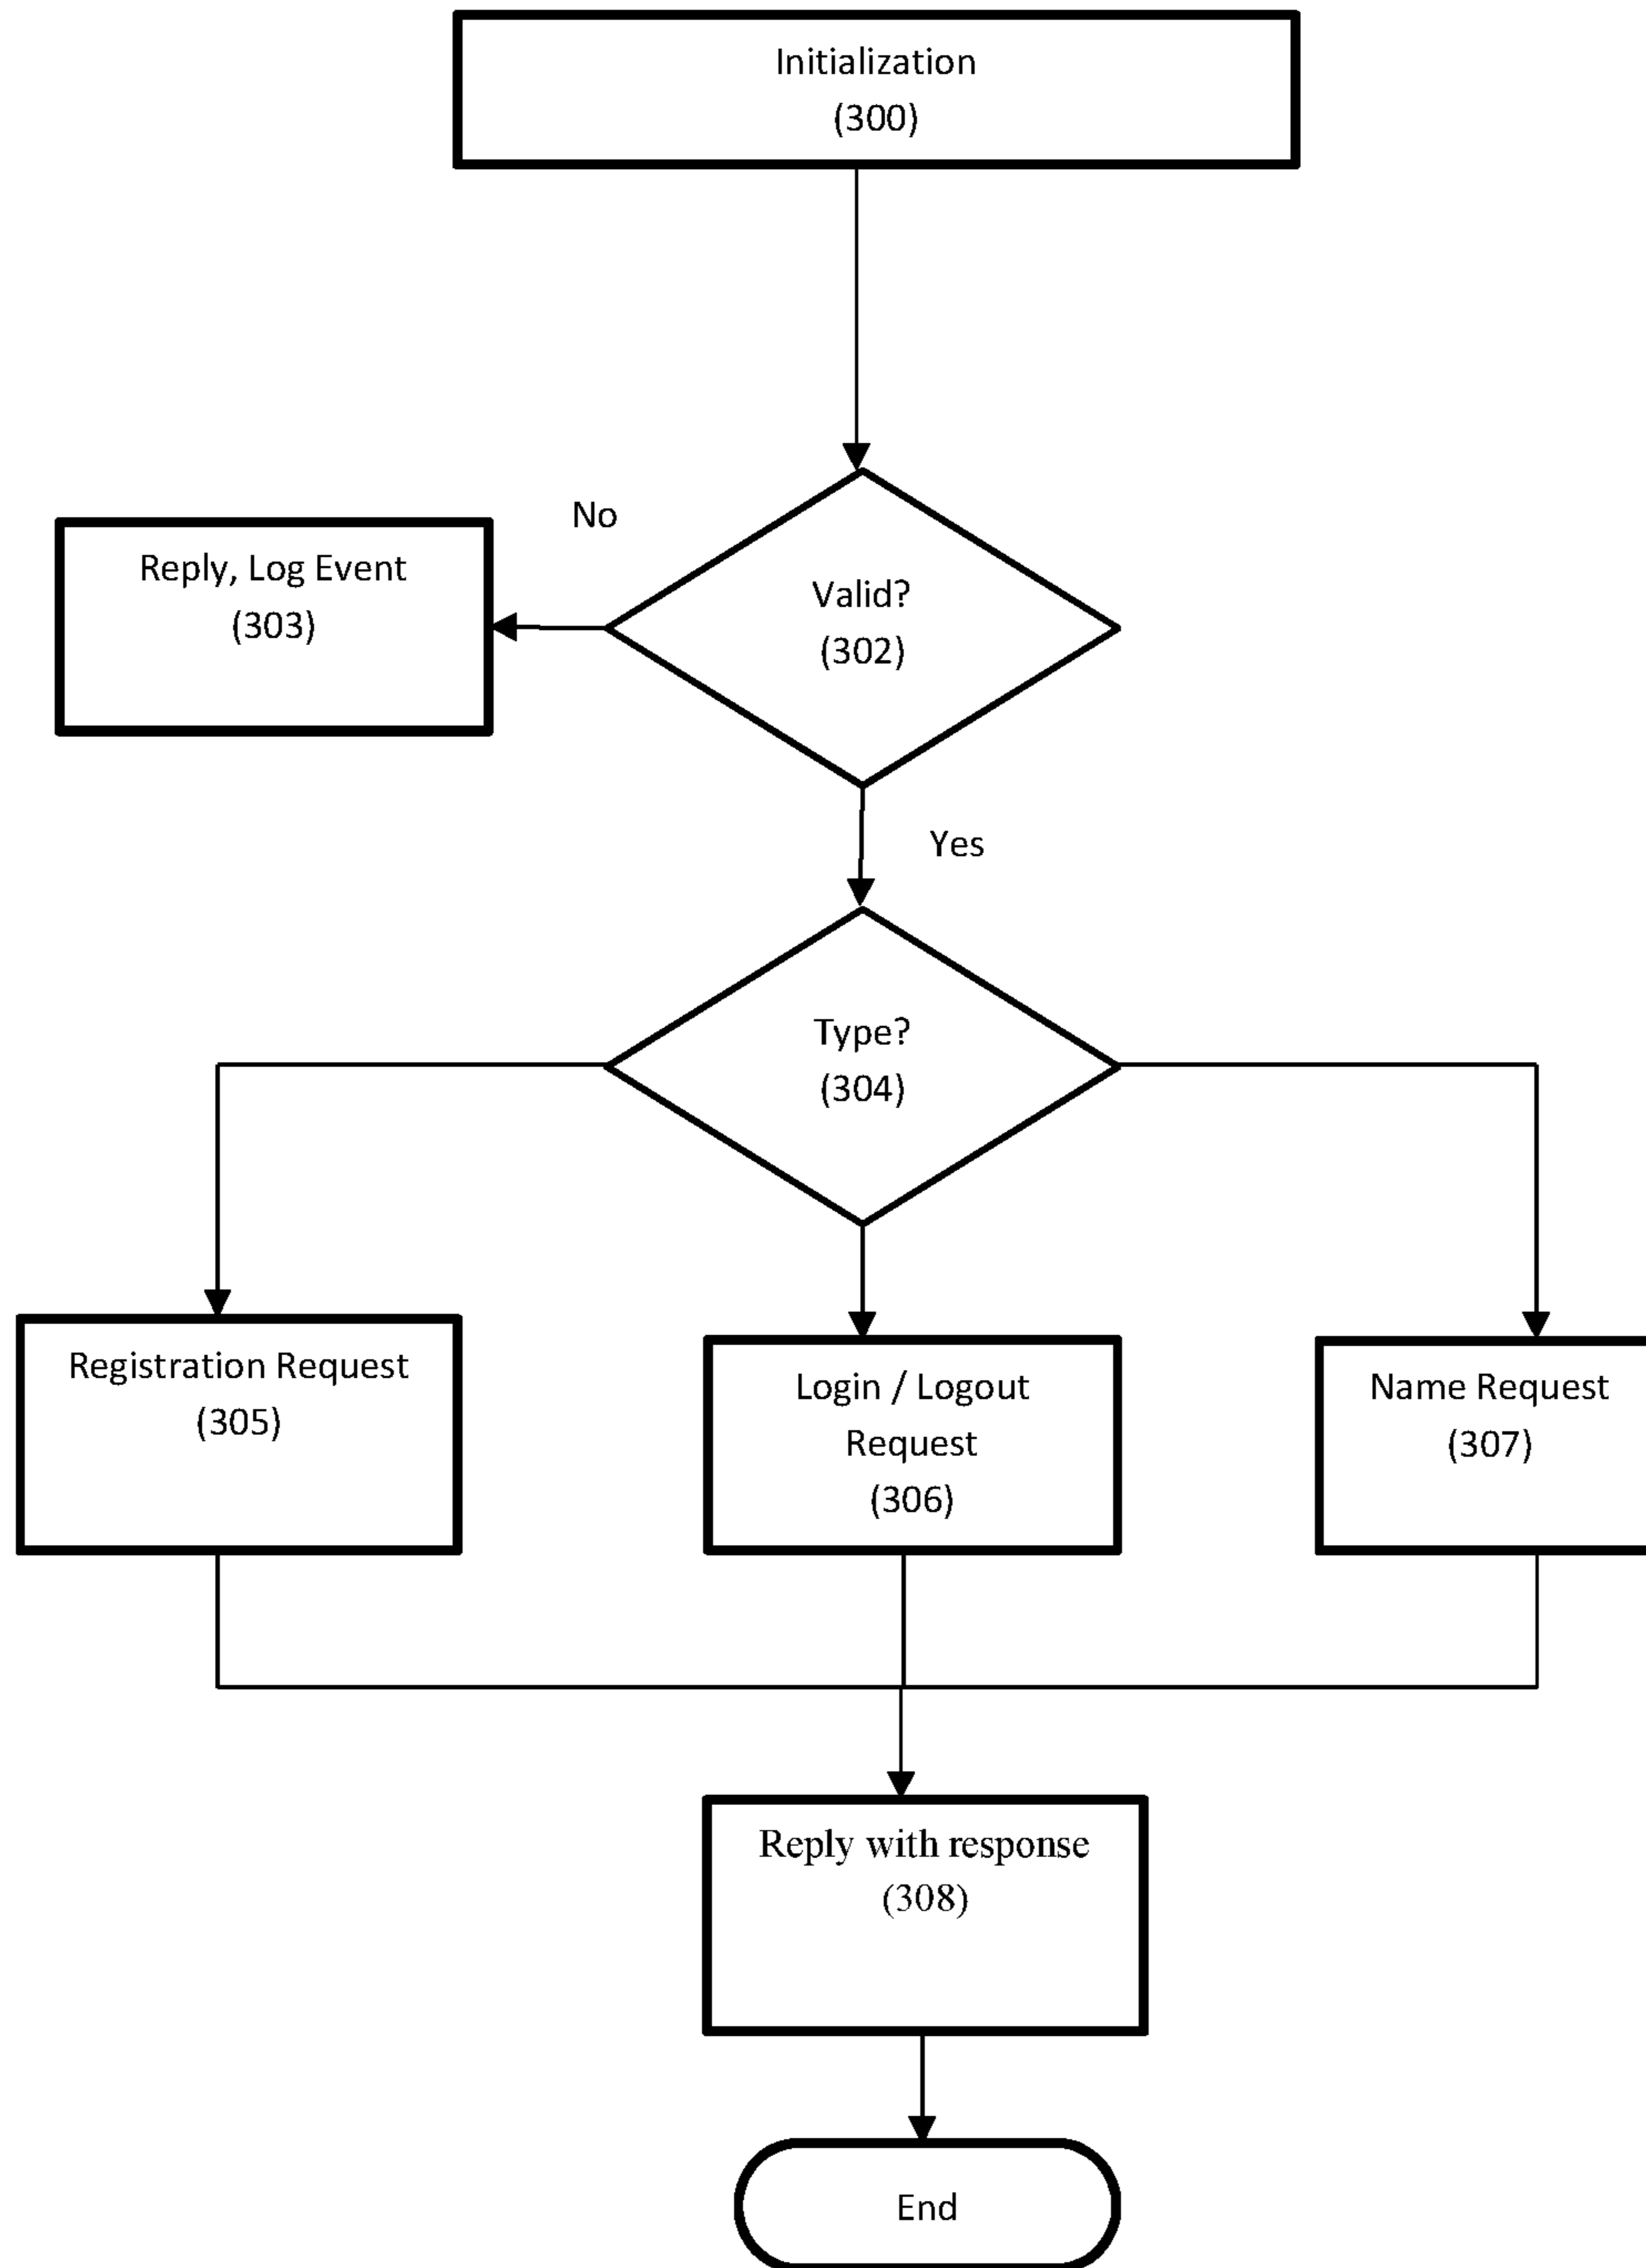 Initialization
(300)
No
Reply, Log Event
(303)
Valid?
(302)
Yes
Type?
(304)
Registration Request
(305)
Login / Logout
Request
(306)
Name Request
(307)
Reply with response
(308)
End